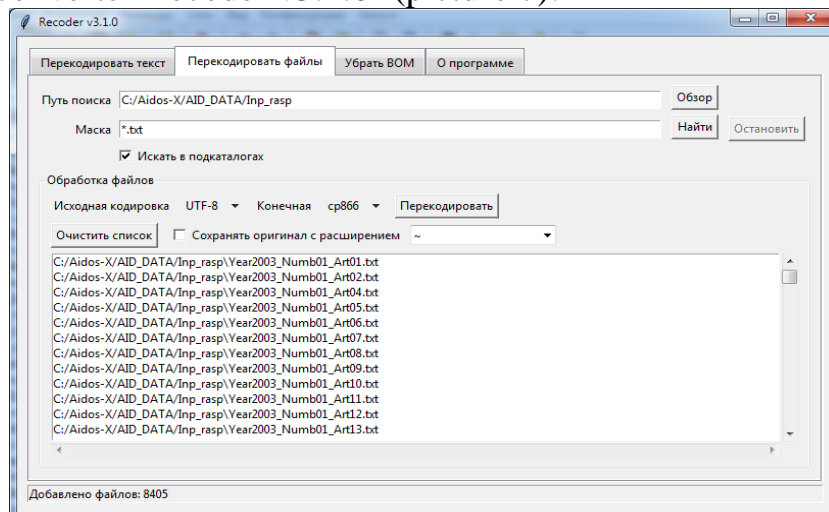 Recoder v3.1.0
Перекодировать текст Перекодировать файлы Убрать BOM О программе
Путь поиска C:/Aidos-X/AID_DATA/Inp_rasp Обзор
Маска *.txt Найти Остановить
Искать в подкаталогах
Обработка файлов
Исходная кодировка UTF-8 Конечная cp866 Перекодировать
Очистить список Сохранять оригинал с расширением ~
C:/Aidos-X/AID_DATA/Inp_rasp\Year2003_Numb01_Art01.txt
C:/Aidos-X/AID_DATA/Inp_rasp\Year2003_Numb01_Art02.txt
C:/Aidos-X/AID_DATA/Inp_rasp\Year2003_Numb01_Art04.txt
C:/Aidos-X/AID_DATA/Inp_rasp\Year2003_Numb01_Art05.txt
C:/Aidos-X/AID_DATA/Inp_rasp\Year2003_Numb01_Art06.txt
C:/Aidos-X/AID_DATA/Inp_rasp\Year2003_Numb01_Art07.txt
C:/Aidos-X/AID_DATA/Inp_rasp\Year2003_Numb01_Art08.txt
C:/Aidos-X/AID_DATA/Inp_rasp\Year2003_Numb01_Art09.txt
C:/Aidos-X/AID_DATA/Inp_rasp\Year2003_Numb01_Art10.txt
C:/Aidos-X/AID_DATA/Inp_rasp\Year2003_Numb01_Art11.txt
C:/Aidos-X/AID_DATA/Inp_rasp\Year2003_Numb01_Art12.txt
C:/Aidos-X/AID_DATA/Inp_rasp\Year2003_Numb01_Art13.txt
Добавлено файлов: 8405